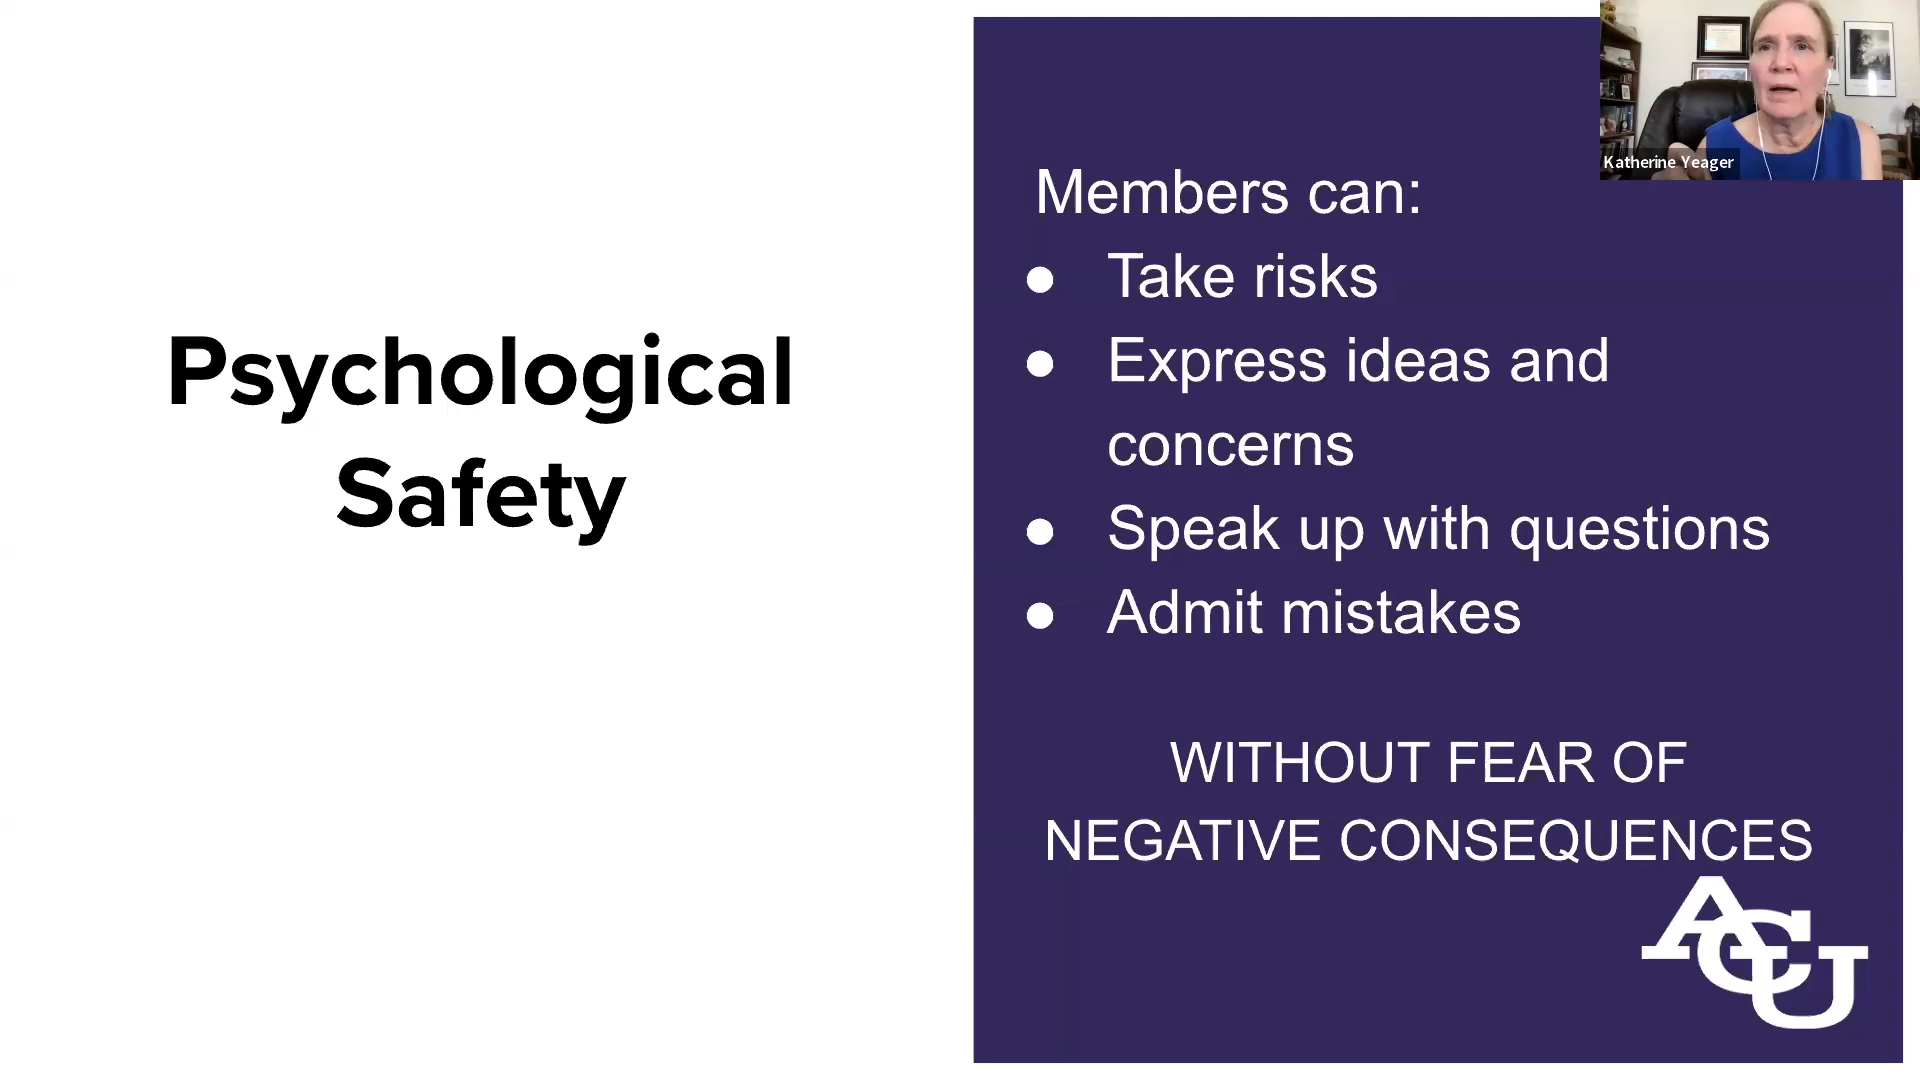 Psychological
Safety
Katherine Yeager
Members can:
● Take risks
● Express ideas and
concerns
● Speak up with questions
● Admit mistakes
WITHOUT FEAR OF
NEGATIVE CONSEQUENCES
ACU